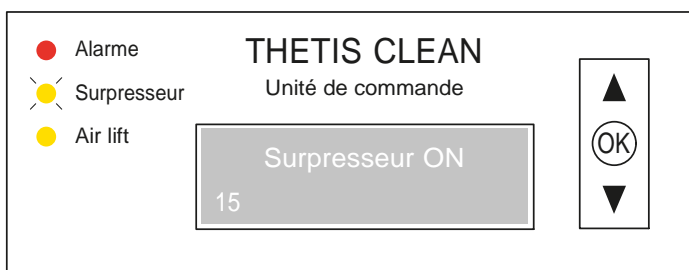 Alarme
Surpresseur
Air lift
THETIS CLEAN
Unité de commande
Surpresseur ON
15
OK